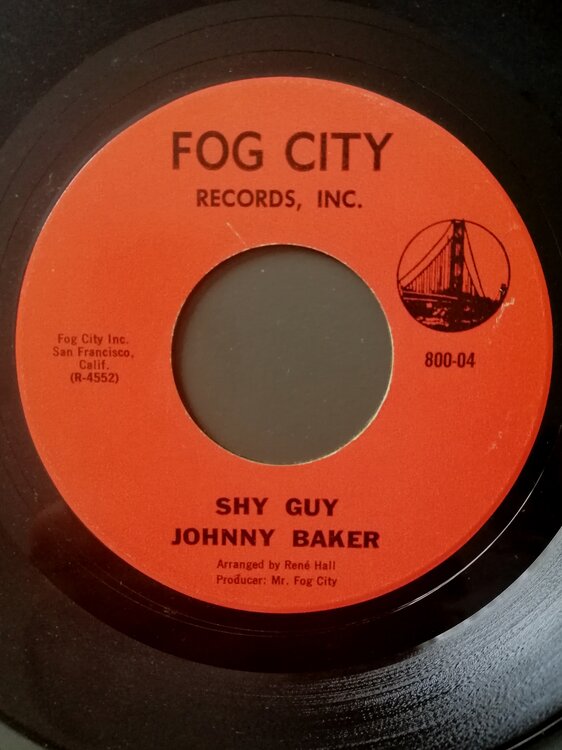 FOG CITY
RECORDS, INC.
Fog City Inc.
San Francisco,
Calif.
(R-4552)
800-04
SHY GUY
JOHNNY BAKER
Arranged by René Hall
Producer: Mr. Fog City